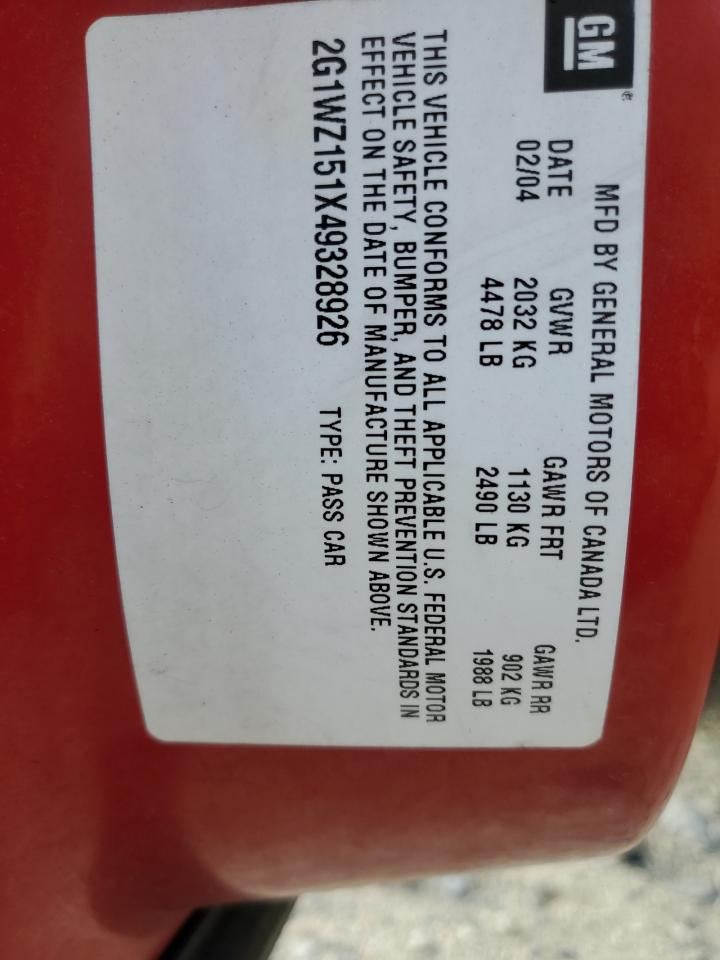 GM®
MFD BY GENERAL MOTORS OF CANADA LTD.
DATE GVWR GAWR FRT GAWR RR
02/04 2032 KG 1130 KG 902 KG
4478 LB 2490 LB 1988 LB
THIS VEHICLE CONFORMS TO ALL APPLICABLE U.S. FEDERAL MOTOR
VEHICLE SAFETY, BUMPER, AND THEFT PREVENTION STANDARDS IN
EFFECT ON THE DATE OF MANUFACTURE SHOWN ABOVE.
2G1WZ151X49328926 TYPE: PASS CAR